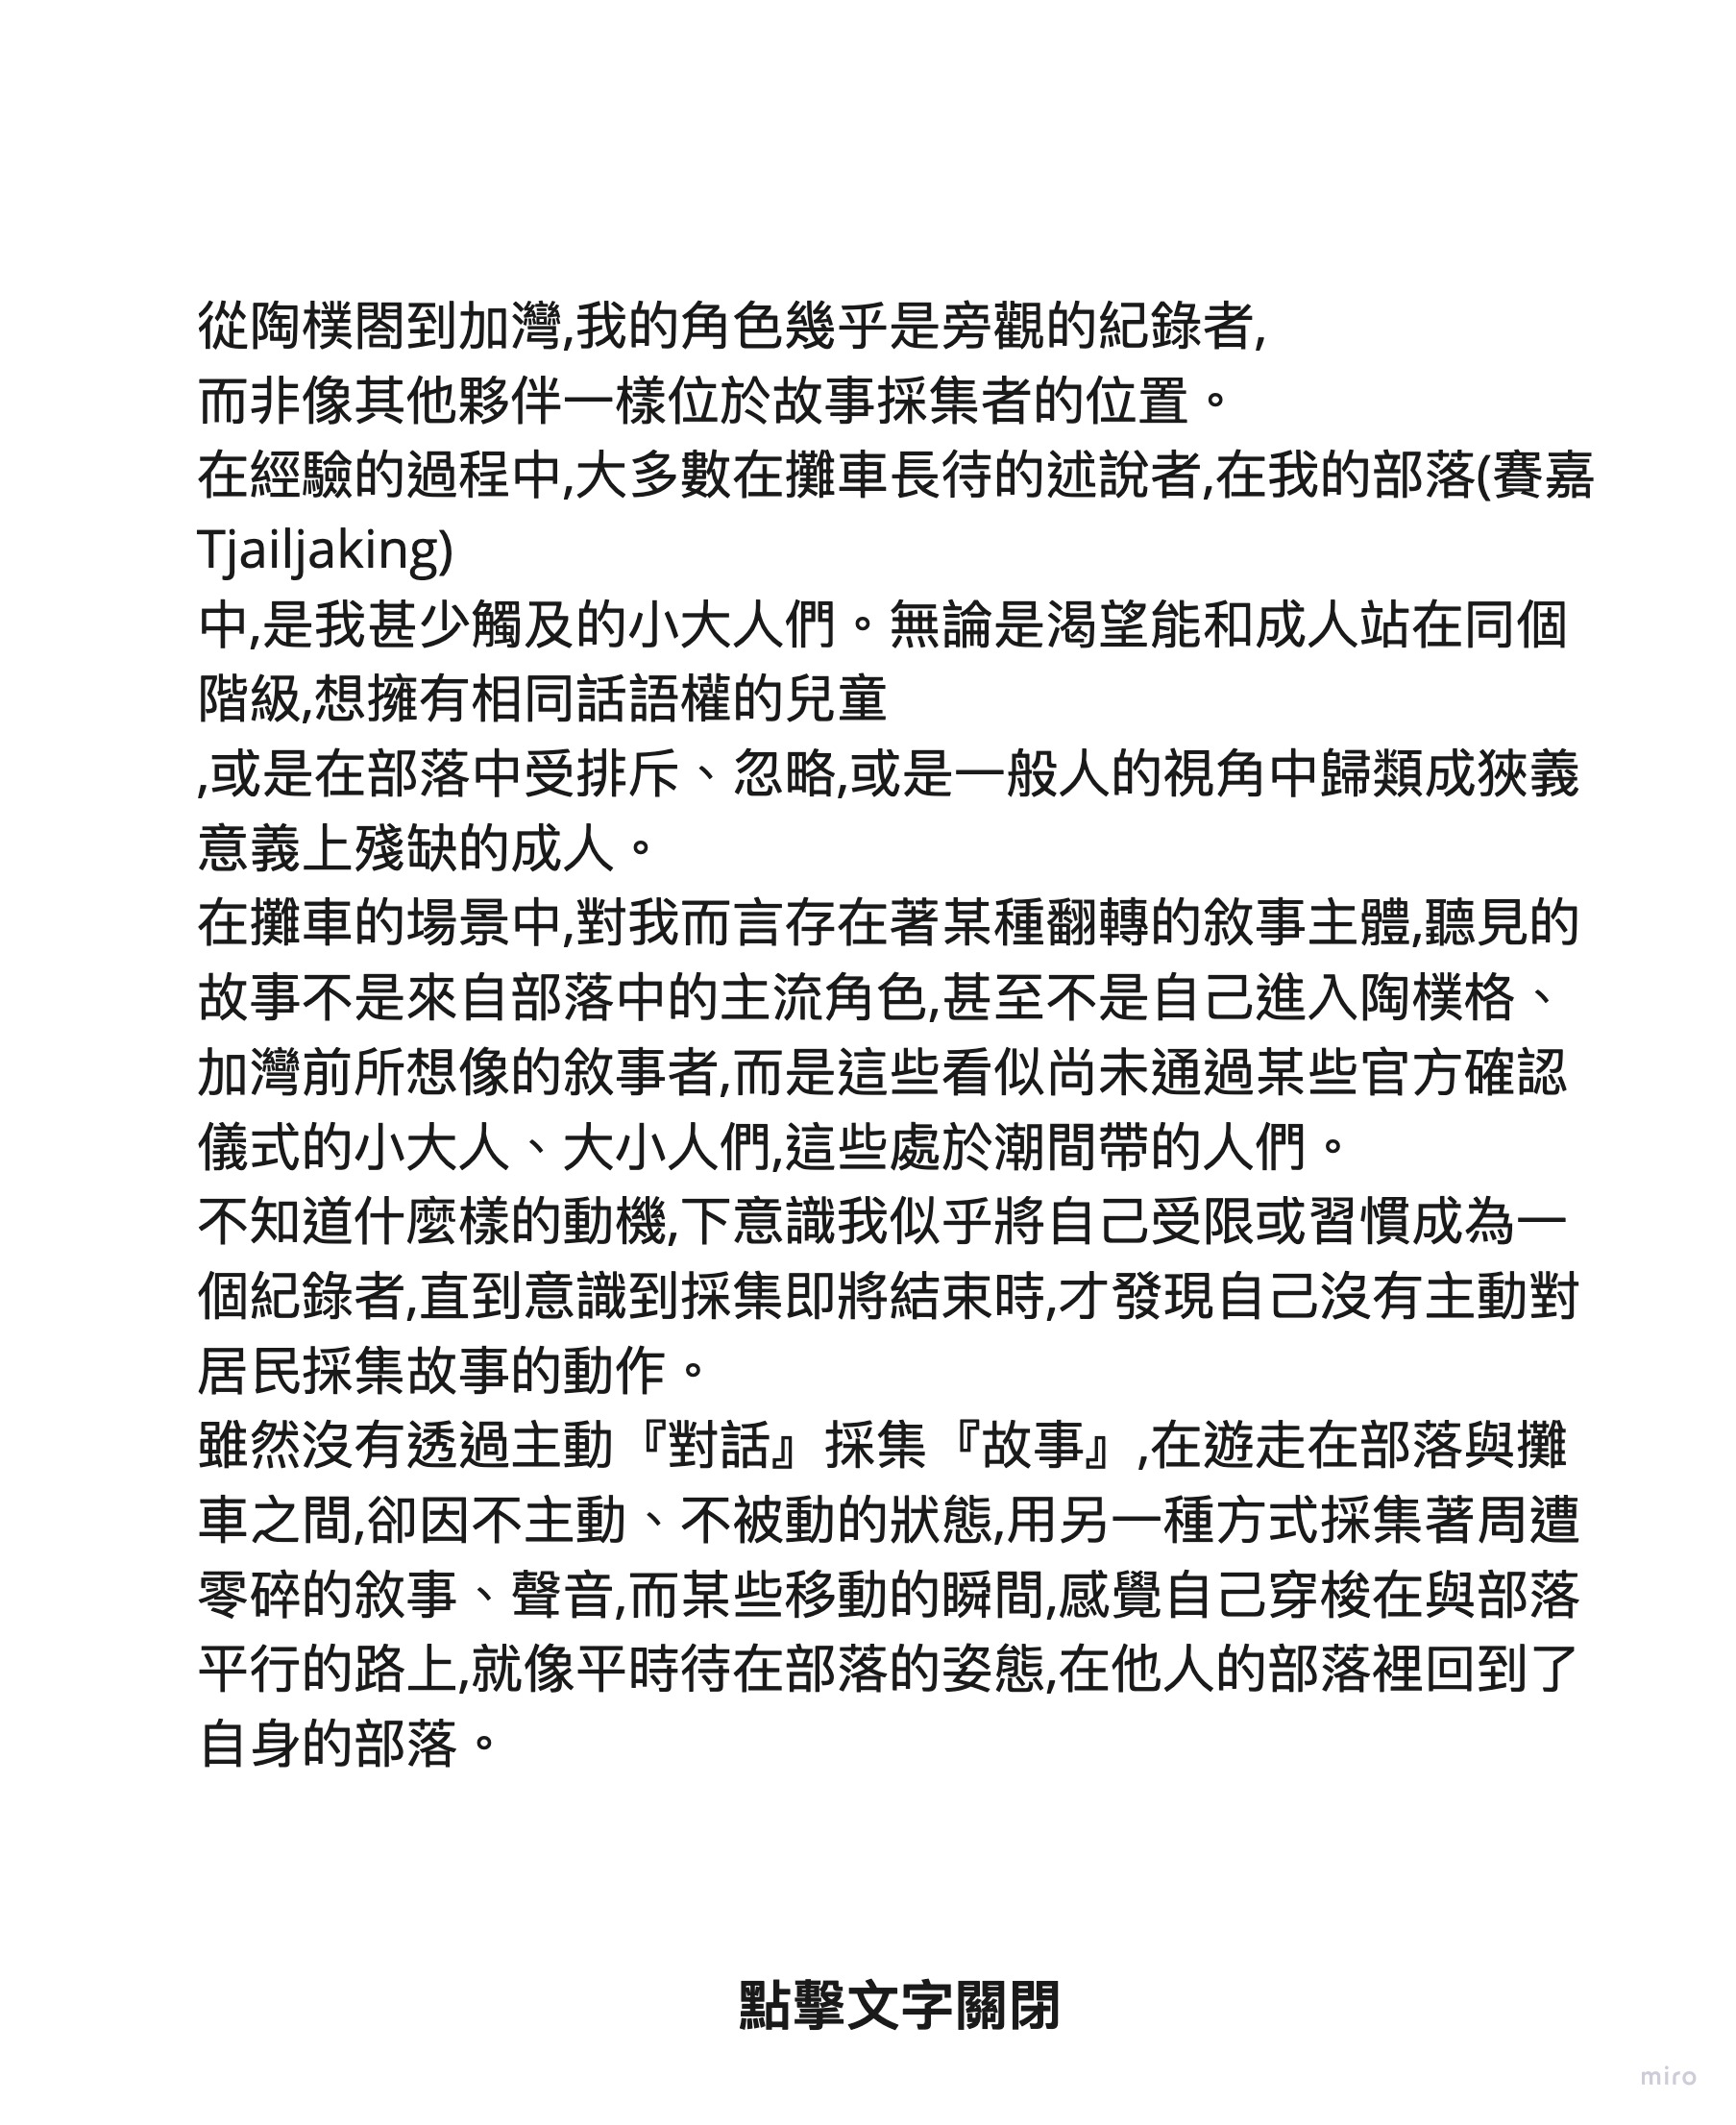 從陶樸閣到加灣,我的角色幾乎是旁觀的紀錄者,
而非像其他夥伴一樣位於故事採集者的位置。
在經驗的過程中,大多數在攤車長待的述說者,在我的部落(賽嘉
Tjailjaking)
中,是我甚少觸及的小大人們。無論是渴望能和成人站在同個
階級,想擁有相同話語權的兒童
,或是在部落中受排斥、忽略,或是一般人的視角中歸類成狹義
意義上殘缺的成人。
在攤車的場景中,對我而言存在著某種翻轉的敘事主體,聽見的
故事不是來自部落中的主流角色,甚至不是自己進入陶樸格、
加灣前所想像的敘事者,而是這些看似尚未通過某些官方確認
儀式的小大人、大小人們,這些處於潮間帶的人們。
不知道什麼樣的動機,下意識我似乎將自己受限或習慣成為一
個紀錄者,直到意識到採集即將結束時,才發現自己沒有主動對
居民採集故事的動作。
雖然沒有透過主動『對話』採集『故事』,在遊走在部落與攤
車之間,卻因不主動、不被動的狀態,用另一種方式採集著周遭
零碎的敘事、聲音,而某些移動的瞬間,感覺自己穿梭在與部落
平行的路上,就像平時待在部落的姿態,在他人的部落裡回到了
自身的部落。
點擊文字關閉
miro